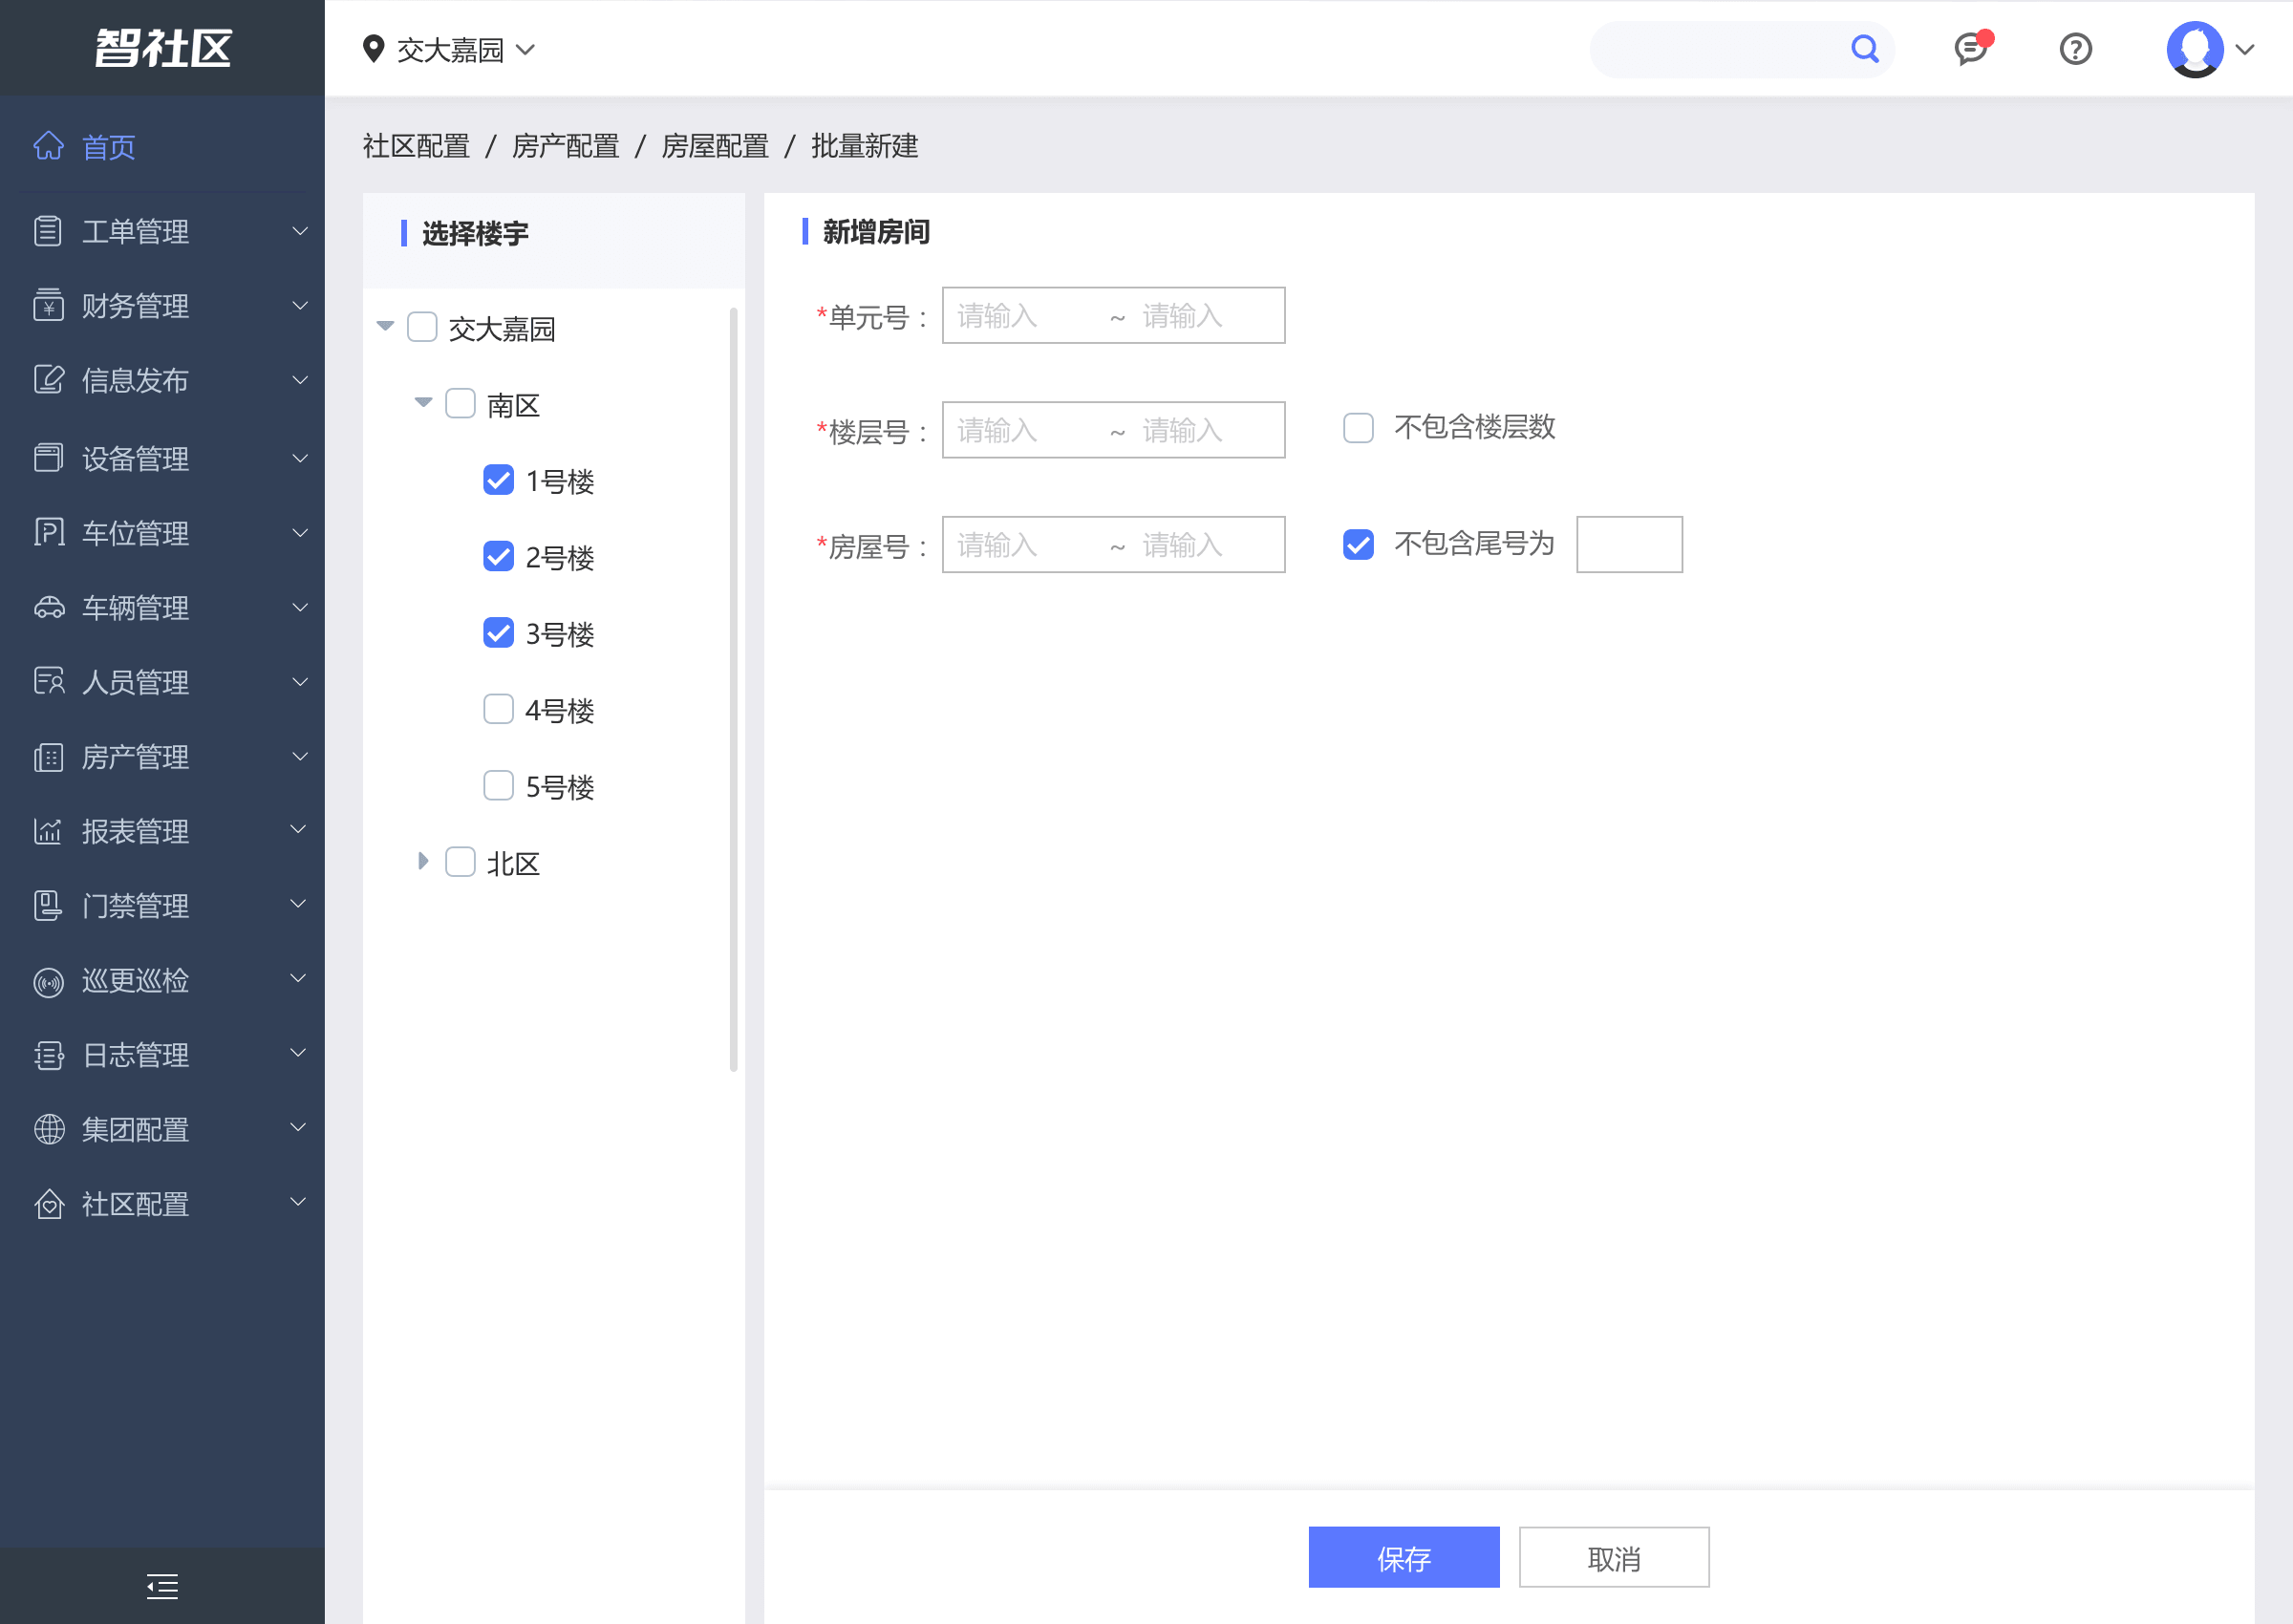 智社区
交大嘉园
首页
工单管理
财务管理
信息发布
设备管理
车位管理
车辆管理
人员管理
房产管理
报表管理
门禁管理
巡更巡检
日志管理
集团配置
社区配置
社区配置 / 房产配置 / 房屋配置 / 批量新建
选择楼宇
交大嘉园
南区
1号楼
2号楼
3号楼
4号楼
5号楼
北区
新增房间
*单元号： 请输入 ~ 请输入
*楼层号： 请输入 ~ 请输入 不包含楼层数
*房屋号： 请输入 ~ 请输入 不包含尾号为
保存 取消